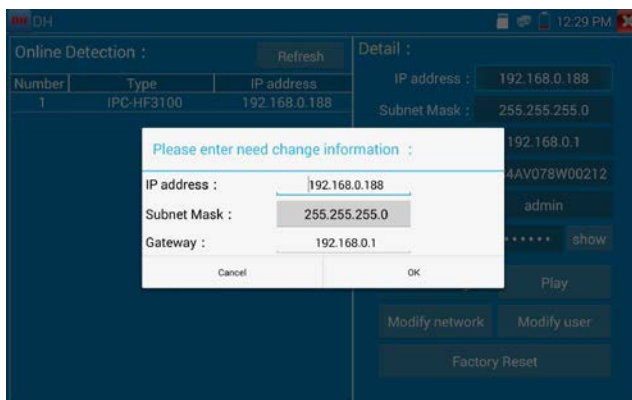 DH DH
12:29 PM
Online Detection :
Refresh
Number Type IP address
1 IPC-HF3100 192.168.0.188
Detail :
IP address : 192.168.0.188
Subnet Mask : 255.255.255.0
192.168.0.1
4AV078W00212
admin
•••••• show
Play
Modify network Modify user
Factory Reset
Please enter need change information :
IP address : 192.168.0.188
Subnet Mask : 255.255.255.0
Gateway : 192.168.0.1
Cancel OK